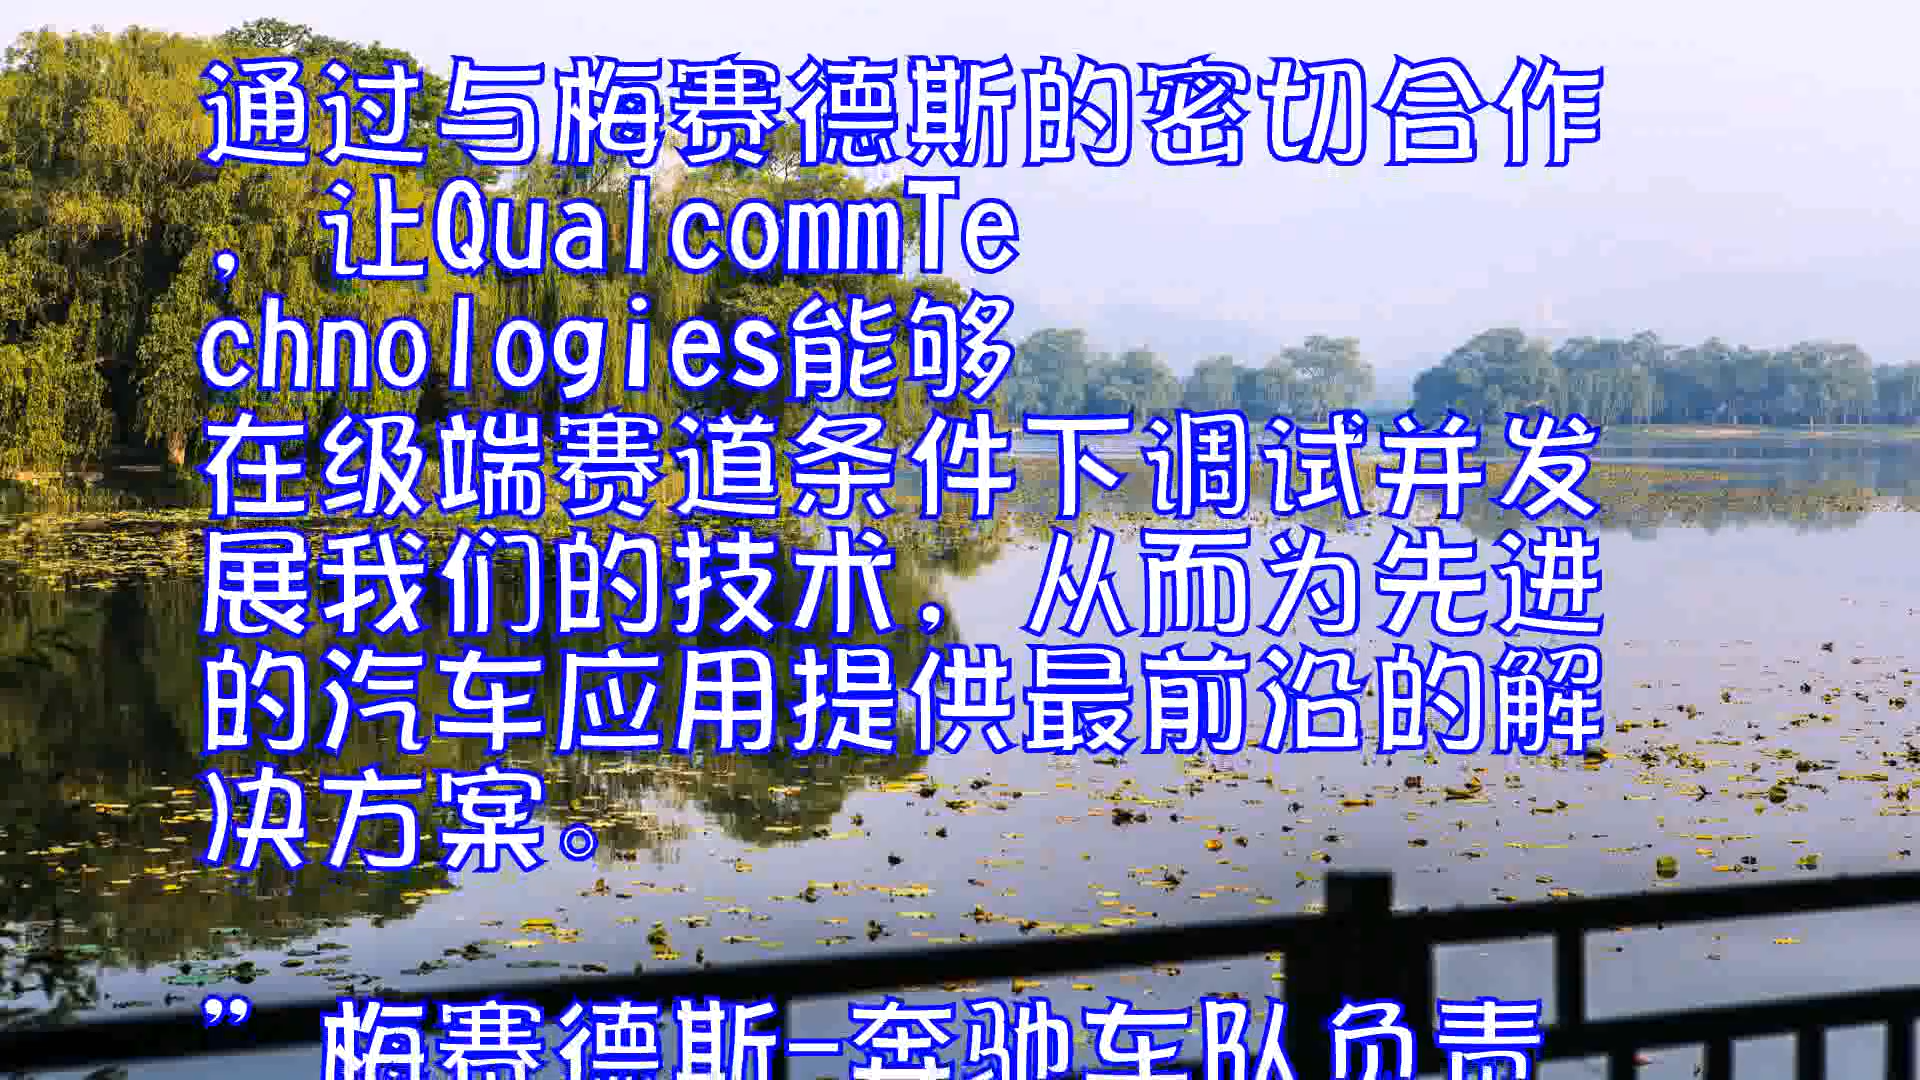 通过与梅赛德斯的密切合作
，让QualcommTe
chnologies能够
在级端赛道条件下调试并发
展我们的技术，从而为先进
的汽车应用提供最前沿的解
决方案。
”梅赛德斯-奔驰车队负责